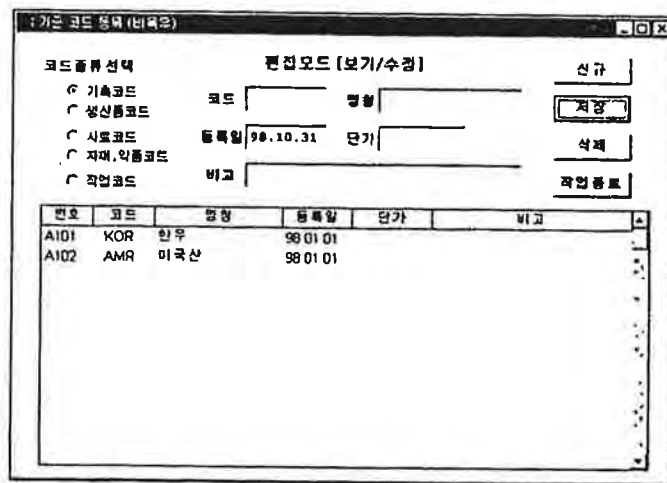 기준 코드 등록 (비육우)
코드종류선택
편집모드 [보기/수정]
신규
기축코드
생산품코드
코드
명칭
저장
사료코드
자재,약품코드
등록일 98.10.31
단가
삭제
작업코드
비고
작업종료
번호 코드 명칭 등록일 단가 비고
A101 KOR 한우 98 01 01
A102 AMR 미국산 98 01 01